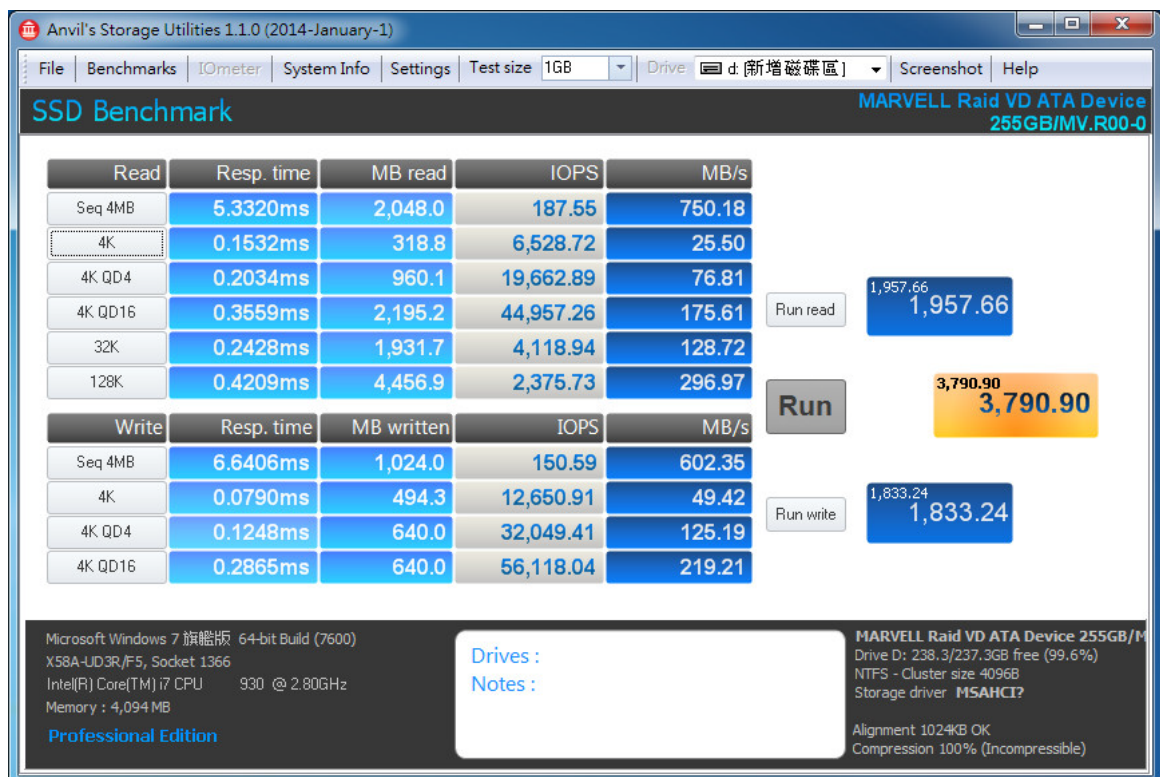 Anvil's Storage Utilities 1.1.0 (2014-January-1)
File Benchmarks IOmeter System Info Settings Test size 1GB Drive d: [新增磁碟區] Screenshot Help
SSD Benchmark
MARVELL Raid VD ATA Device
255GB/MV.R00-0
Read Resp. time MB read IOPS MB/s
Seq 4MB 5.3320ms 2,048.0 187.55 750.18
4K 0.1532ms 318.8 6,528.72 25.50
4K QD4 0.2034ms 960.1 19,662.89 76.81
4K QD16 0.3559ms 2,195.2 44,957.26 175.61
32K 0.2428ms 1,931.7 4,118.94 128.72
128K 0.4209ms 4,456.9 2,375.73 296.97
Run read
1,957.66
1,957.66
Run
3,790.90
3,790.90
Write Resp. time MB written IOPS MB/s
Seq 4MB 6.6406ms 1,024.0 150.59 602.35
4K 0.0790ms 494.3 12,650.91 49.42
4K QD4 0.1248ms 640.0 32,049.41 125.19
4K QD16 0.2865ms 640.0 56,118.04 219.21
Run write
1,833.24
1,833.24
Microsoft Windows 7 旗艦版 64-bit Build (7600)
X58A-UD3R/F5, Socket 1366
Intel(R) Core(TM) i7 CPU 930 @ 2.80GHz
Memory : 4,094 MB
Professional Edition
Drives :
Notes :
MARVELL Raid VD ATA Device 255GB/M
Drive D: 238.3/237.3GB free (99.6%)
NTFS - Cluster size 4096B
Storage driver MSAHCI?
Alignment 1024KB OK
Compression 100% (Incompressible)